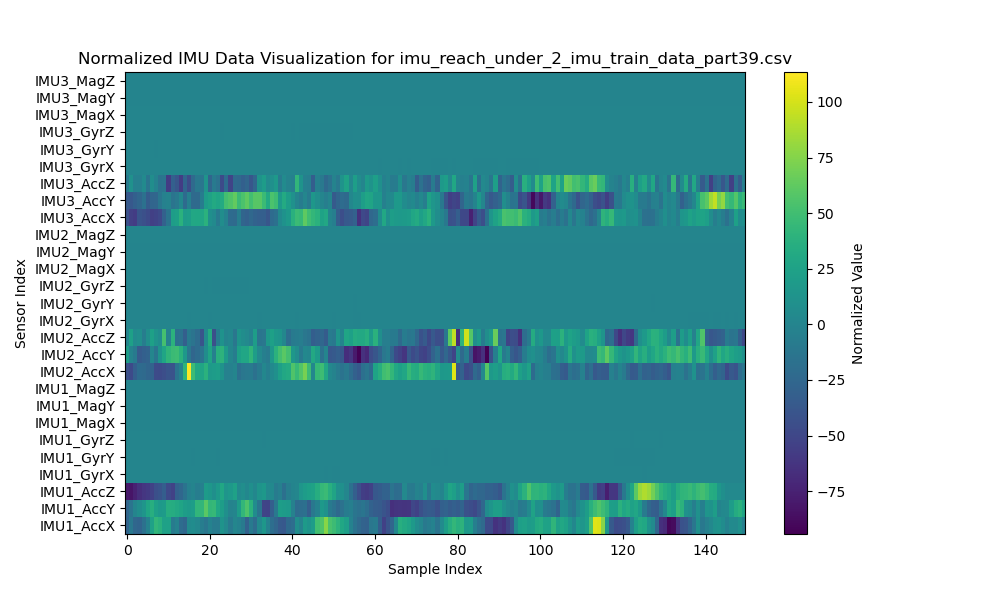 Normalized IMU Data Visualization for imu_reach_under_2_imu_train_data_part39.csv
IMU3_MagZ
IMU3_MagY
IMU3_MagX
IMU3_GyrZ
IMU3_GyrY
IMU3_GyrX
IMU3_AccZ
IMU3_AccY
IMU3_AccX
IMU2_MagZ
IMU2_MagY
IMU2_MagX
IMU2_GyrZ
IMU2_GyrY
IMU2_GyrX
IMU2_AccZ
IMU2_AccY
IMU2_AccX
IMU1_MagZ
IMU1_MagY
IMU1_MagX
IMU1_GyrZ
IMU1_GyrY
IMU1_GyrX
IMU1_AccZ
IMU1_AccY
IMU1_AccX
Sensor Index
0 20 40 60 80 100 120 140
Sample Index
100
75
50
25
0
−25
−50
−75
Normalized Value